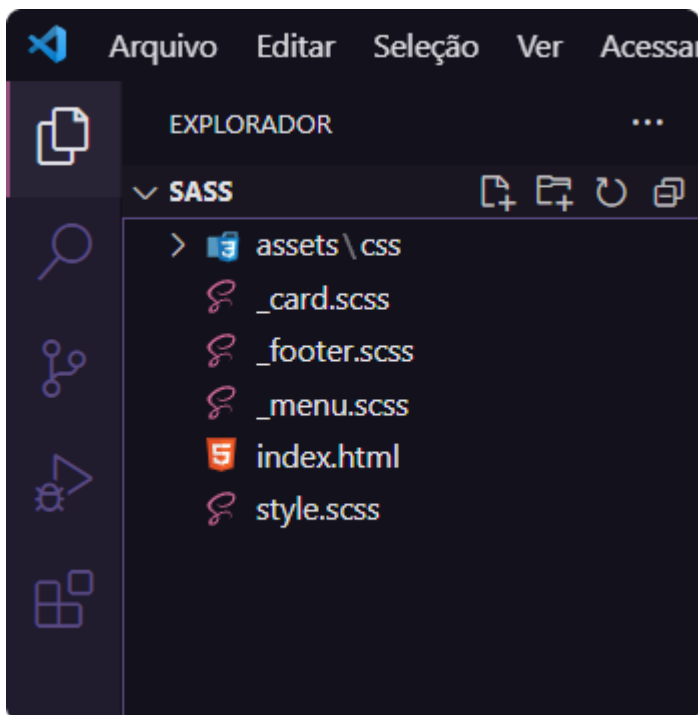 Arquivo Editar Seleção Ver Acessar
EXPLORADOR
SASS
assets\css
_card.scss
_footer.scss
_menu.scss
index.html
style.scss